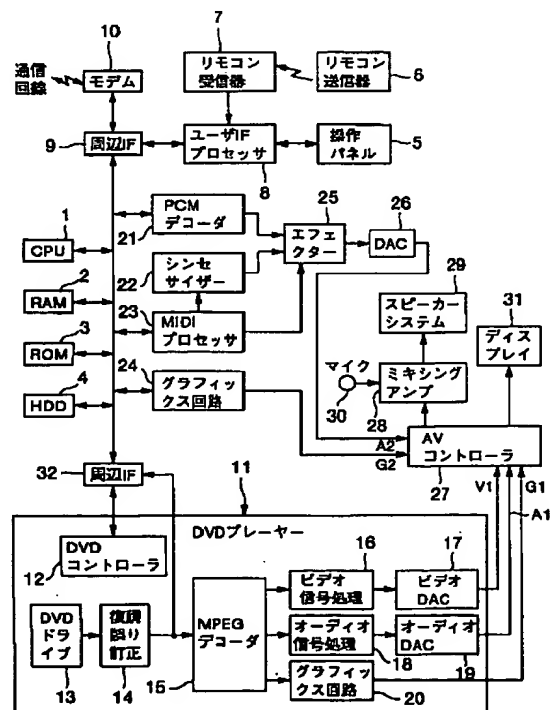 7
10
リモコン
受信器
リモコン
送信器
6
通信
回線
モデム
9
周辺IF
ユーザIF
プロセッサ
8
操作
パネル
5
1
CPU
2
RAM
3
ROM
4
HDD
PCM
デコーダ
21
シンセ
サイザー
22
MIDI
プロセッサ
23
24
グラフィッ
クス回路
25
エフェ
クター
26
DAC
29
スピーカー
システム
31
ディス
プレイ
マイク
30
ミキシング
アンプ
28
A2
G2
AV
コントローラ
27
V1
G1
A1
32
周辺IF
11
DVDプレーヤー
12
DVD
コントローラ
DVD
ドライ
ブ
13
復調
誤り
訂正
14
MPEG
デコーダ
15
16
ビデオ
信号処理
17
ビデオ
DAC
オーディオ
信号処理
18
オーディオ
DAC
19
グラフィッ
クス回路
20